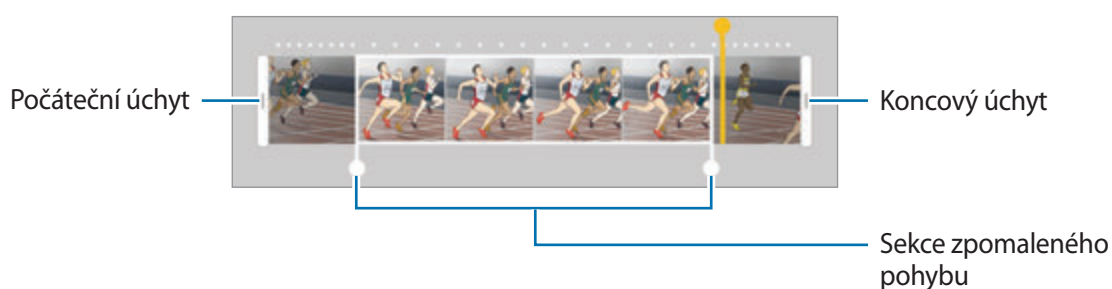 Počáteční úchyt
Koncový úchyt
Sekce zpomaleného
pohybu